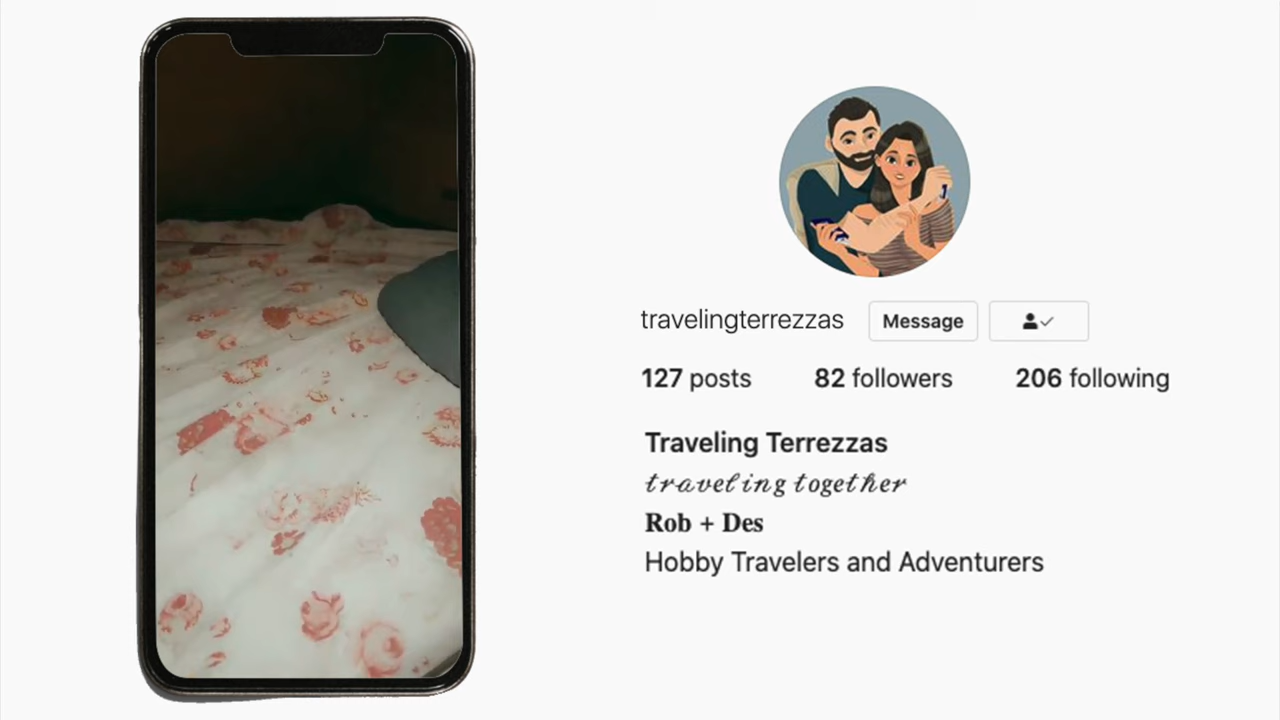 travelingterrezzas Message
127 posts 82 followers 206 following
Traveling Terrezzas
traveling together
Rob + Des
Hobby Travelers and Adventurers